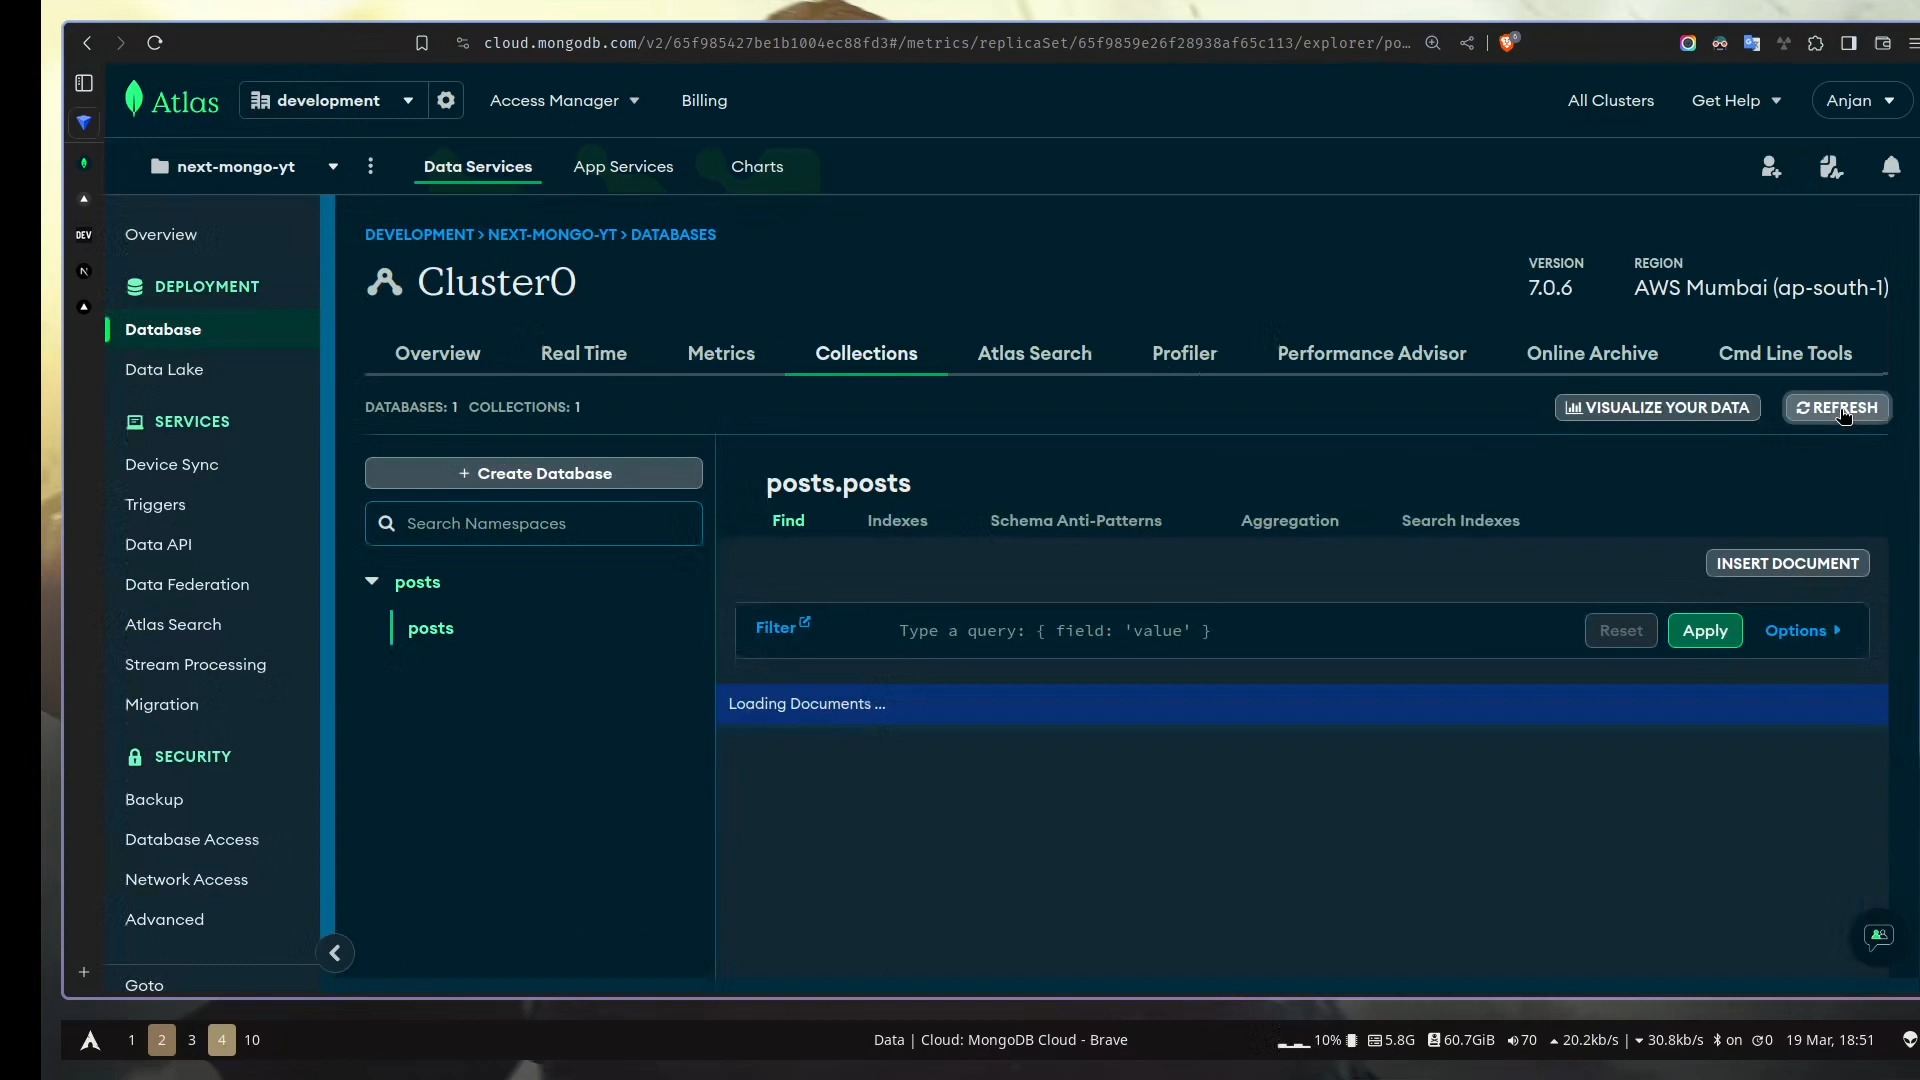 cloud.mongodb.com/v2/65f985427be1b1004ec88fd3#/metrics/replicaSet/65f9859e26f28938af65c113/explorer/po...
6
Atlas
development
Access Manager
Billing
All Clusters
Get Help
Anjan
next-mongo-yt
Data Services
App Services
Charts
DEV
N
Overview
DEPLOYMENT
Database
Data Lake
SERVICES
Device Sync
Triggers
Data API
Data Federation
Atlas Search
Stream Processing
Migration
SECURITY
Backup
Database Access
Network Access
Advanced
Goto
DEVELOPMENT > NEXT-MONGO-YT > DATABASES
Cluster0
VERSION
7.0.6
REGION
AWS Mumbai (ap-south-1)
Overview
Real Time
Metrics
Collections
Atlas Search
Profiler
Performance Advisor
Online Archive
Cmd Line Tools
DATABASES: 1 COLLECTIONS: 1
VISUALIZE YOUR DATA
REFRESH
+ Create Database
Search Namespaces
posts
posts
posts.posts
Find
Indexes
Schema Anti-Patterns
Aggregation
Search Indexes
INSERT DOCUMENT
Filter
Type a query: { field: 'value' }
Reset
Apply
Options
Loading Documents ...
1 2 3 4 10
Data | Cloud: MongoDB Cloud - Brave
10% 5.8G 60.7GiB 70 20.2kb/s | 30.8kb/s on 0 19 Mar, 18:51